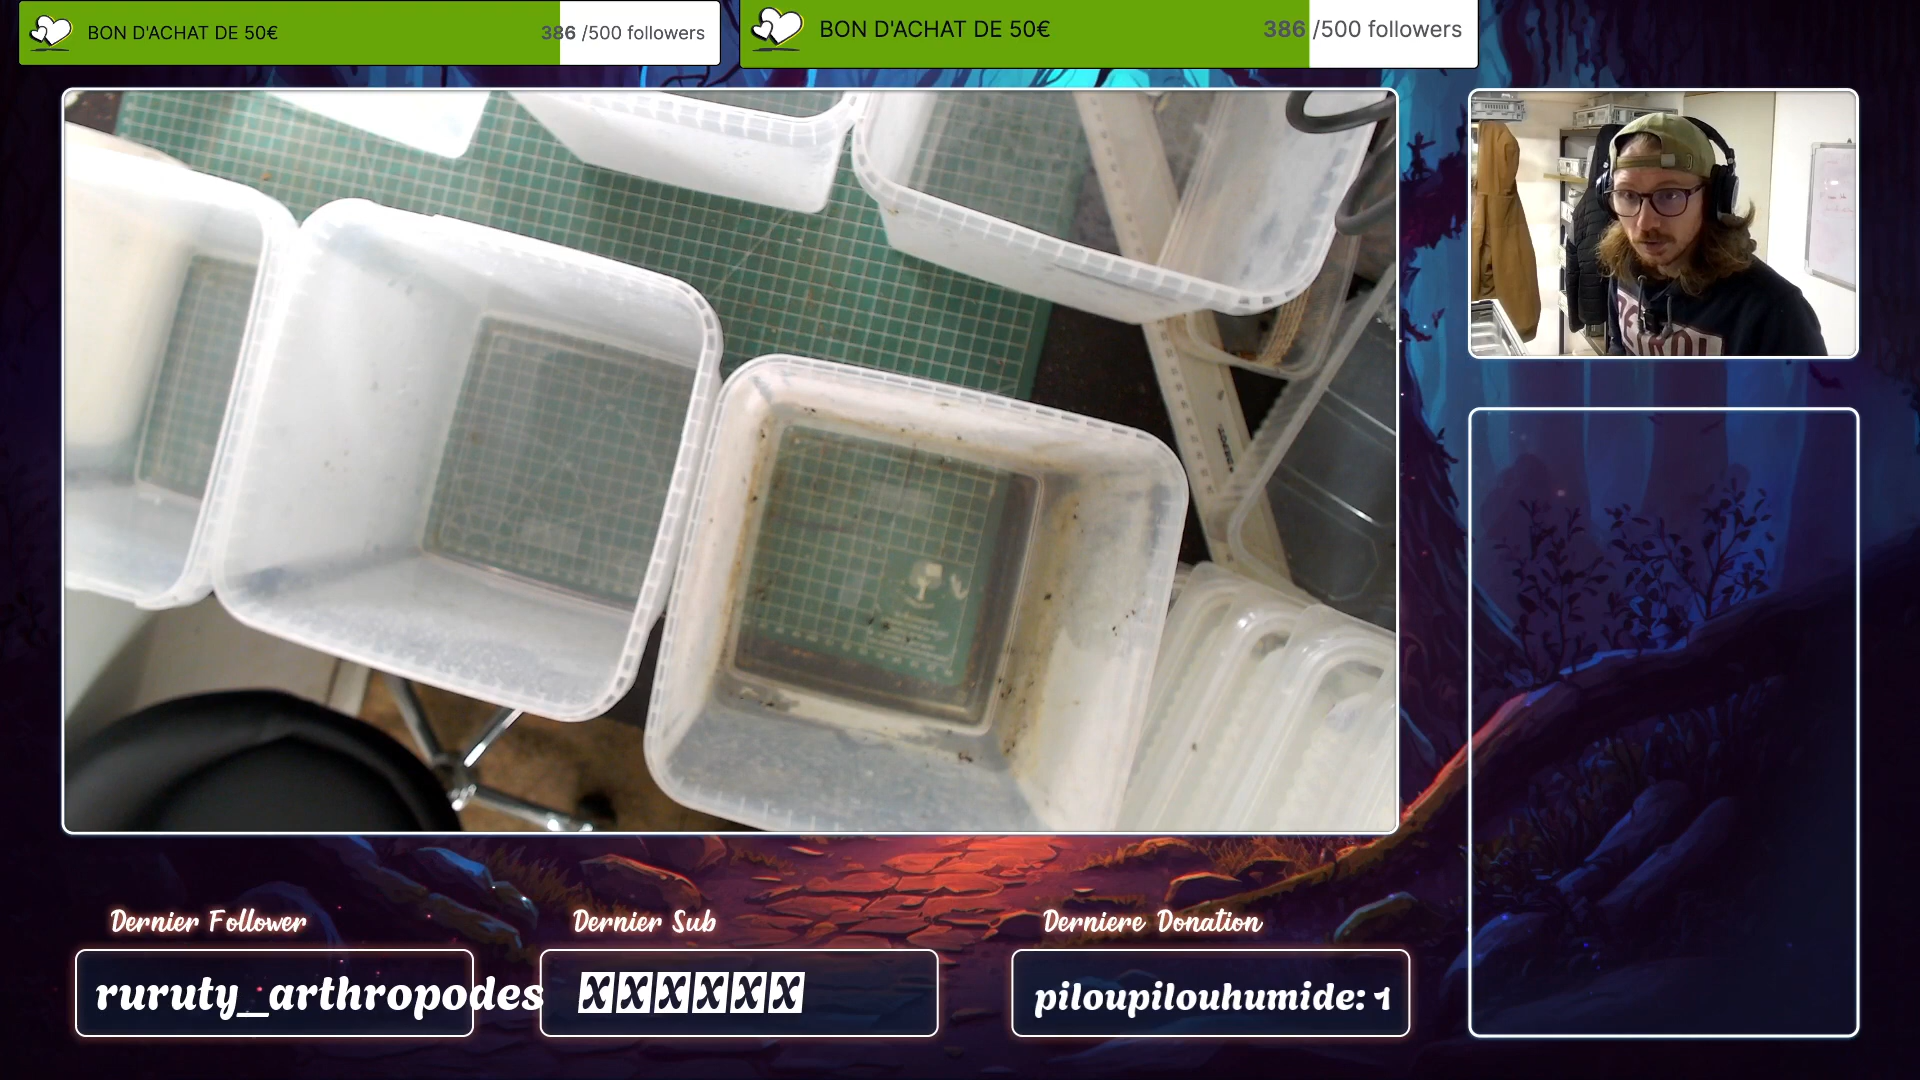 BON D'ACHAT DE 50€
386 /500 followers
BON D'ACHAT DE 50€
386 /500 followers
Dernier Follower
Dernier Sub
Derniere Donation
ruruty_arthropodes
piloupilouhumide: 1